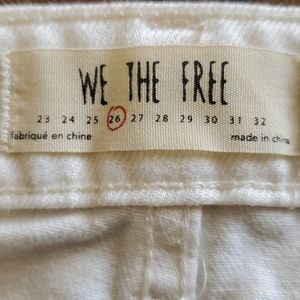 WE THE FREE
23 24 25 26 27 28 29 30 31 32
fabriqué en chine made in china